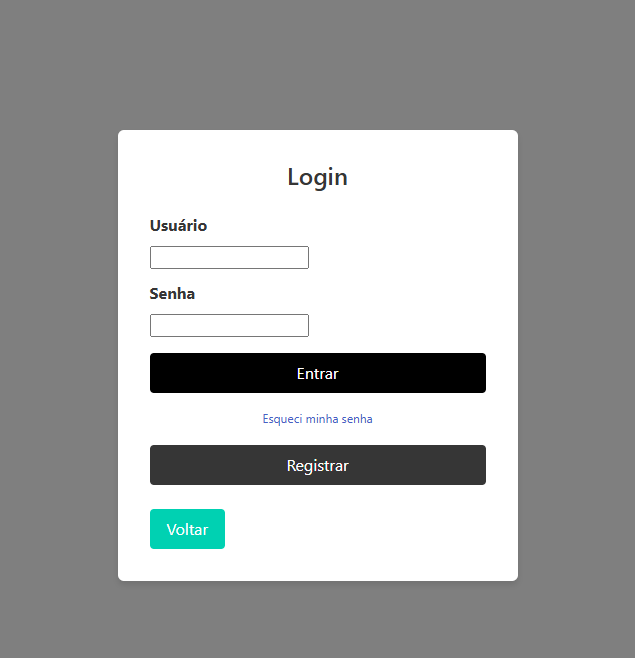 Login
Usuário
Senha
Entrar
Esqueci minha senha
Registrar
Voltar